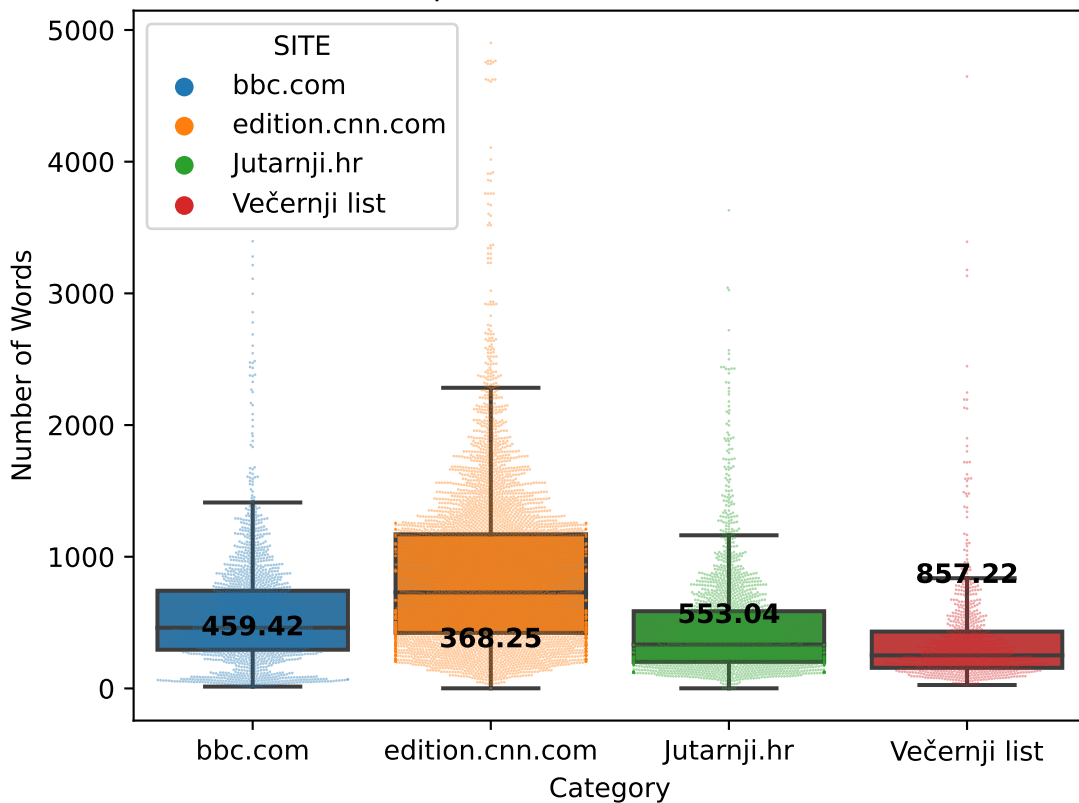 SITE
bbc.com
edition.cnn.com
Jutarnji.hr
Večernji list
Number of Words
5000
4000
3000
2000
1000
0
459.42
368.25
553.04
857.22
bbc.com
edition.cnn.com
Jutarnji.hr
Večernji list
Category